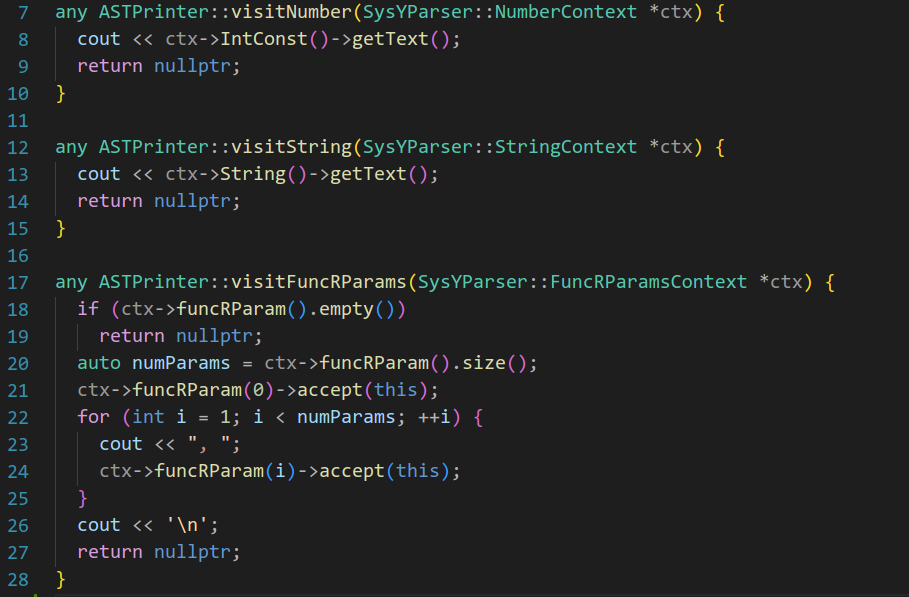 7 any ASTPrinter::visitNumber(SysYParser::NumberContext *ctx) {
8   cout << ctx->IntConst()->getText();
9   return nullptr;
10 }
11
12 any ASTPrinter::visitString(SysYParser::StringContext *ctx) {
13   cout << ctx->String()->getText();
14   return nullptr;
15 }
16
17 any ASTPrinter::visitFuncRParams(SysYParser::FuncRParamsContext *ctx) {
18   if (ctx->funcRParam().empty())
19     return nullptr;
20   auto numParams = ctx->funcRParam().size();
21   ctx->funcRParam(0)->accept(this);
22   for (int i = 1; i < numParams; ++i) {
23     cout << ", ";
24     ctx->funcRParam(i)->accept(this);
25   }
26   cout << '\n';
27   return nullptr;
28 }